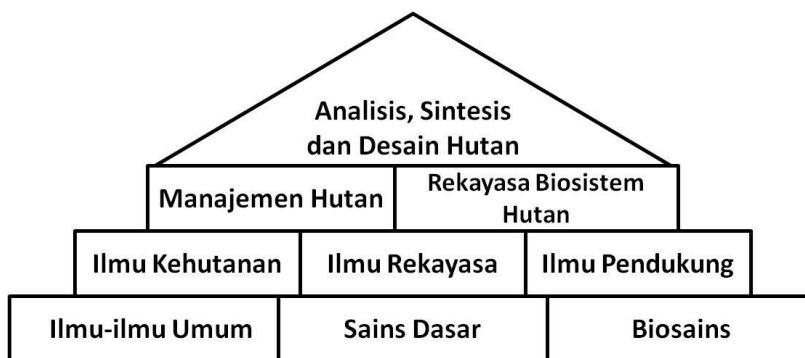 Analisis, Sintesis
dan Desain Hutan
Manajemen Hutan
Rekayasa Biosistem
Hutan
Ilmu Kehutanan
Ilmu Rekayasa
Ilmu Pendukung
Ilmu-ilmu Umum
Sains Dasar
Biosains